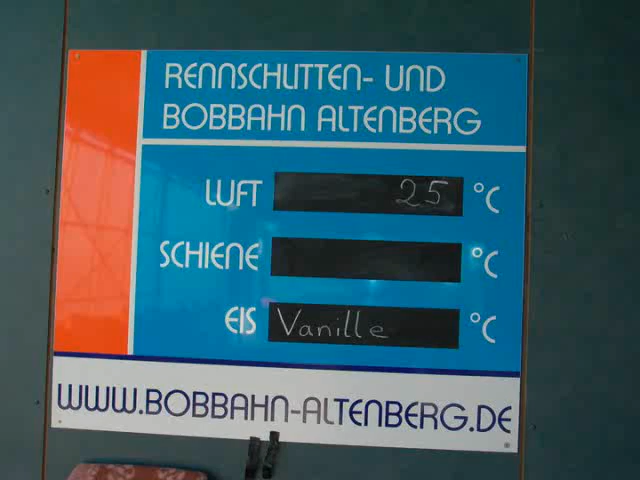 RENNSCHLITTEN- UND
BOBBAHN ALTENBERG
LUFT 25 °C
SCHIENE °C
EIS Vanille °C
WWW.BOBBAHN-ALTENBERG.DE